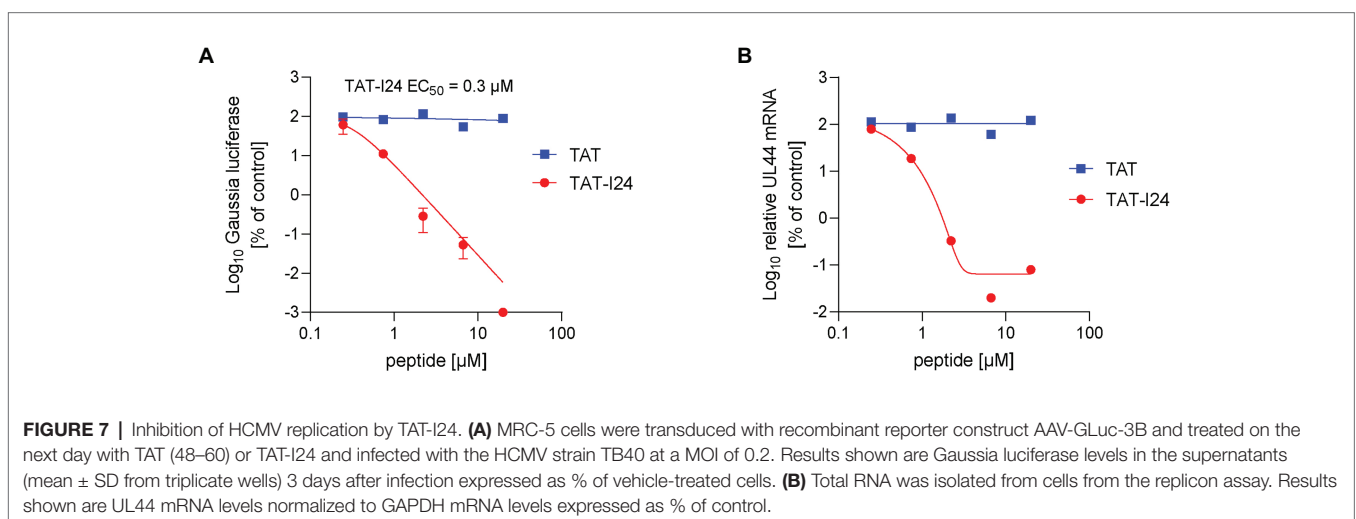 A
TAT-I24 EC50 = 0.3 µM
Log10 Gaussia luciferase
[% of control]
3
2
1
0
-1
-2
-3
0.1
1
10
100
peptide [µM]
TAT
TAT-I24
B
Log10 relative UL44 mRNA
[% of control]
3
2
1
0
-1
-2
0.1
1
10
100
peptide [µM]
TAT
TAT-I24
FIGURE 7 | Inhibition of HCMV replication by TAT-I24. (A) MRC-5 cells were transduced with recombinant reporter construct AAV-GLuc-3B and treated on the
next day with TAT (48–60) or TAT-I24 and infected with the HCMV strain TB40 at a MOI of 0.2. Results shown are Gaussia luciferase levels in the supernatants
(mean ± SD from triplicate wells) 3 days after infection expressed as % of vehicle-treated cells. (B) Total RNA was isolated from cells from the replicon assay. Results
shown are UL44 mRNA levels normalized to GAPDH mRNA levels expressed as % of control.